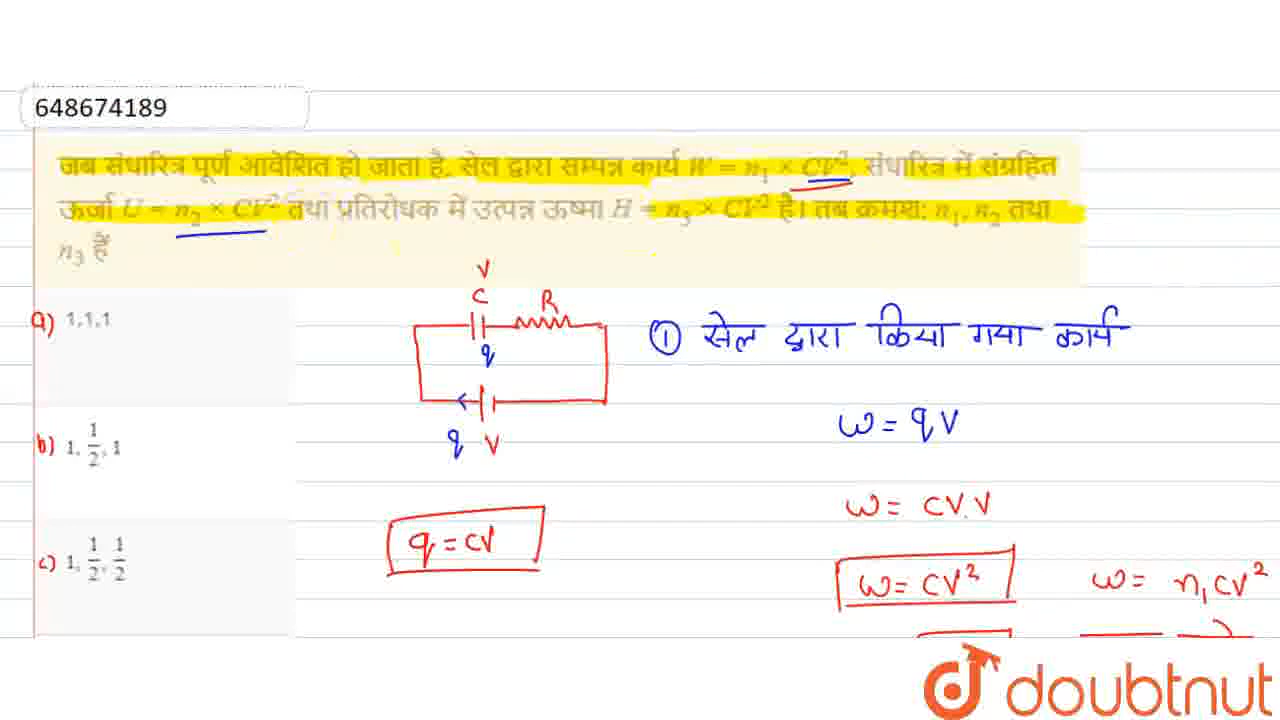 648674189
जब संधारित्र पूर्ण आवेसित हो जाता है, सेल द्वारा सम्पन्न कार्य W = n₁ × CV², संधारित्र में संग्रहित
ऊर्जा U = n₂ × CV² तथा प्रतिरोधक में उत्पन्न ऊष्मा H = n₃ × CV² है। तब क्रमश: n₁, n₂ तथा
n₃ हैं
a) 1,1,1
b) 1, 1/2, 1
c) 1, 1/2, 1/2
V
C
R
q
q V
q = CV
① सेल द्वारा किया गया कार्य
ω = qV
ω = CV.V
ω = CV²
ω = n₁CV²
doubtnut